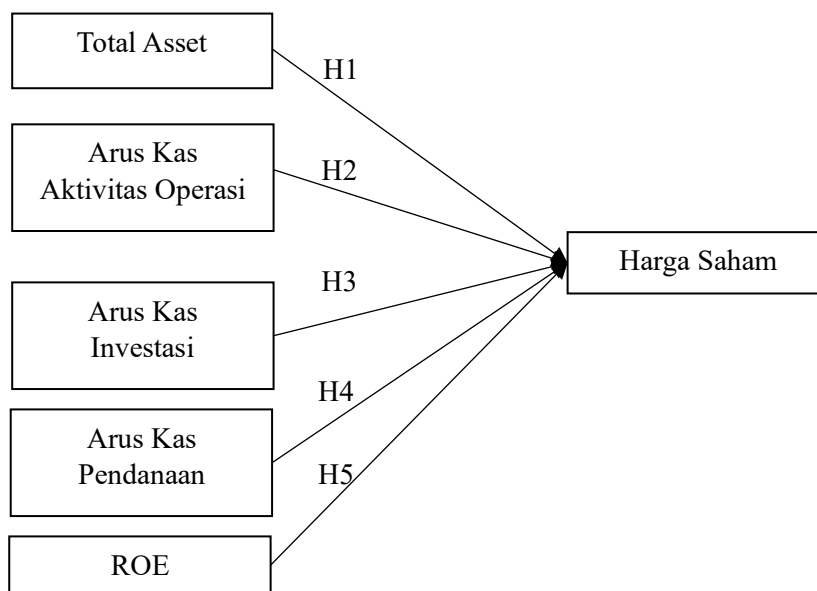 Total Asset
H1
Arus Kas
Aktivitas Operasi
H2
Harga Saham
Arus Kas
Investasi
H3
H4
Arus Kas
Pendanaan
H5
ROE